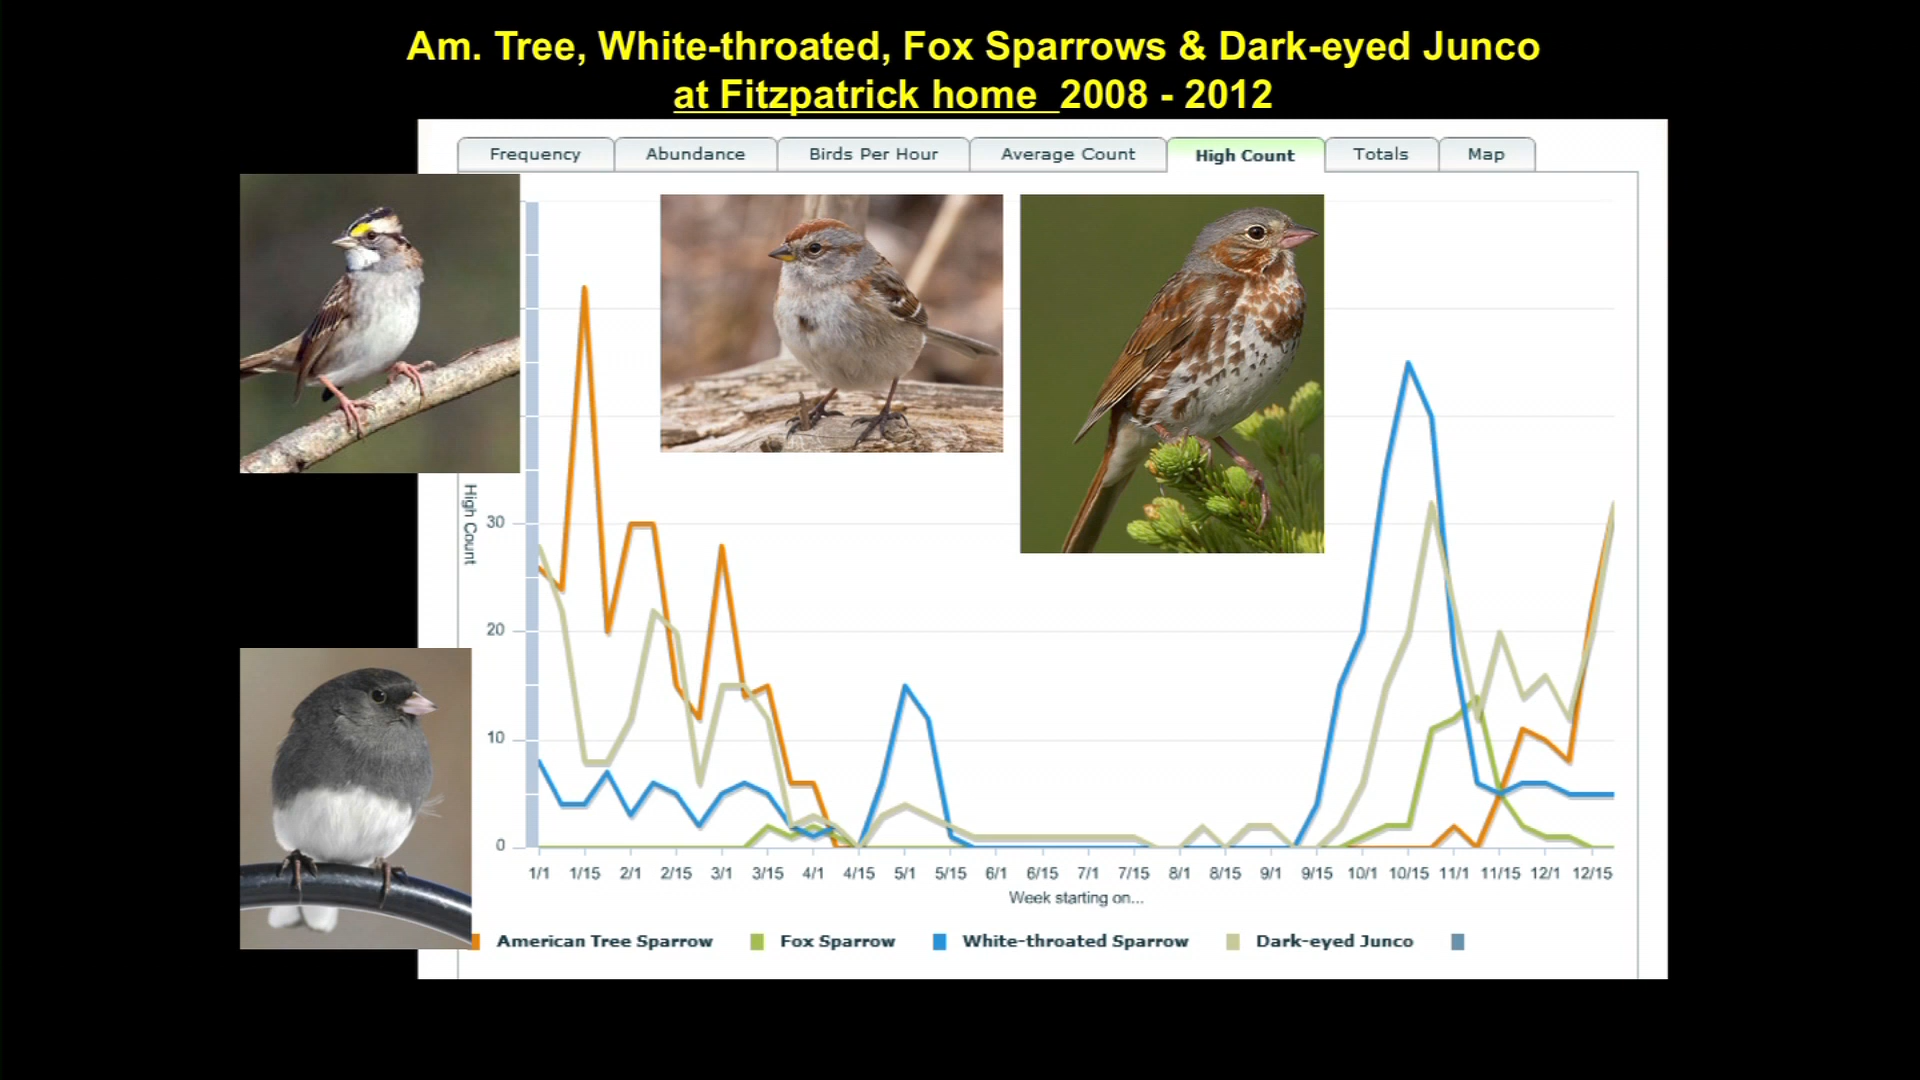 Am. Tree, White-throated, Fox Sparrows & Dark-eyed Junco
at Fitzpatrick home 2008 - 2012
Frequency Abundance Birds Per Hour Average Count High Count Totals Map
High Count
30
20
10
0
1/1 1/15 2/1 2/15 3/1 3/15 4/1 4/15 5/1 5/15 6/1 6/15 7/1 7/15 8/1 8/15 9/1 9/15 10/1 10/15 11/1 11/15 12/1 12/15
Week starting on...
American Tree Sparrow Fox Sparrow White-throated Sparrow Dark-eyed Junco